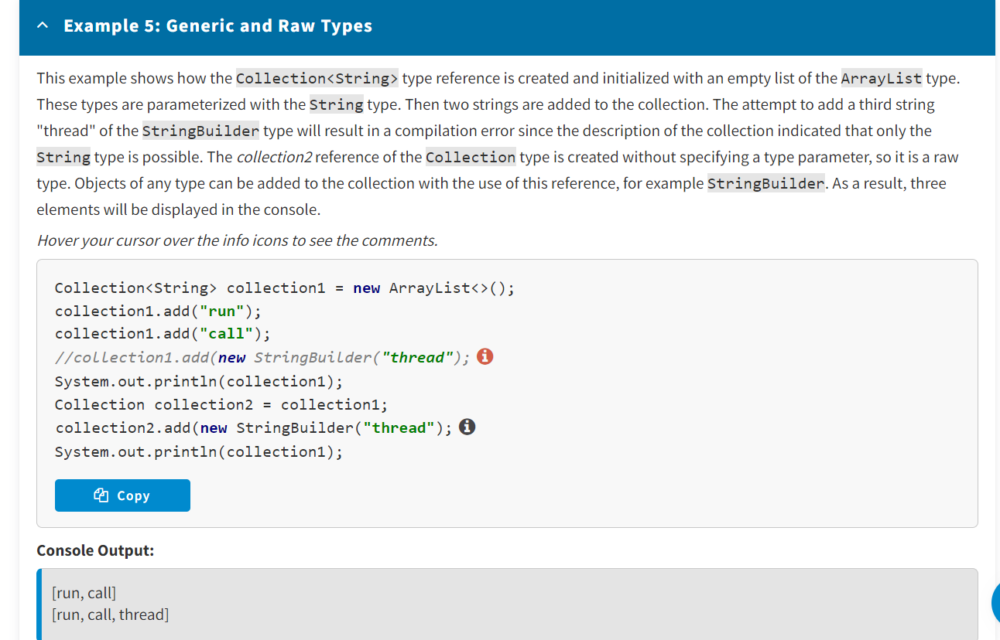 Example 5: Generic and Raw Types
This example shows how the Collection<String> type reference is created and initialized with an empty list of the ArrayList type.
These types are parameterized with the String type. Then two strings are added to the collection. The attempt to add a third string
"thread" of the StringBuilder type will result in a compilation error since the description of the collection indicated that only the
String type is possible. The collection2 reference of the Collection type is created without specifying a type parameter, so it is a raw
type. Objects of any type can be added to the collection with the use of this reference, for example StringBuilder. As a result, three
elements will be displayed in the console.
Hover your cursor over the info icons to see the comments.
Collection<String> collection1 = new ArrayList<>();
collection1.add("run");
collection1.add("call");
//collection1.add(new StringBuilder("thread");
System.out.println(collection1);
Collection collection2 = collection1;
collection2.add(new StringBuilder("thread");
System.out.println(collection1);
Copy
Console Output:
[run, call]
[run, call, thread]